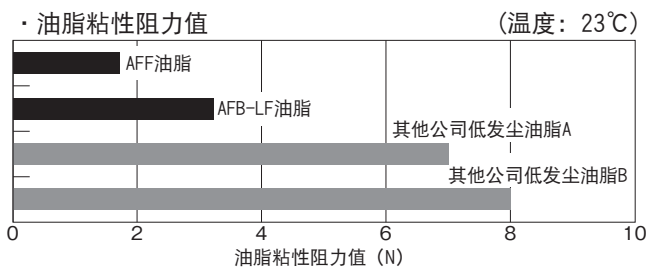 ·油脂粘性阻力值 (温度: 23℃)
AFF油脂
AFB-LF油脂
其他公司低发尘油脂A
其他公司低发尘油脂B
0 2 4 6 8 10
油脂粘性阻力值（N）